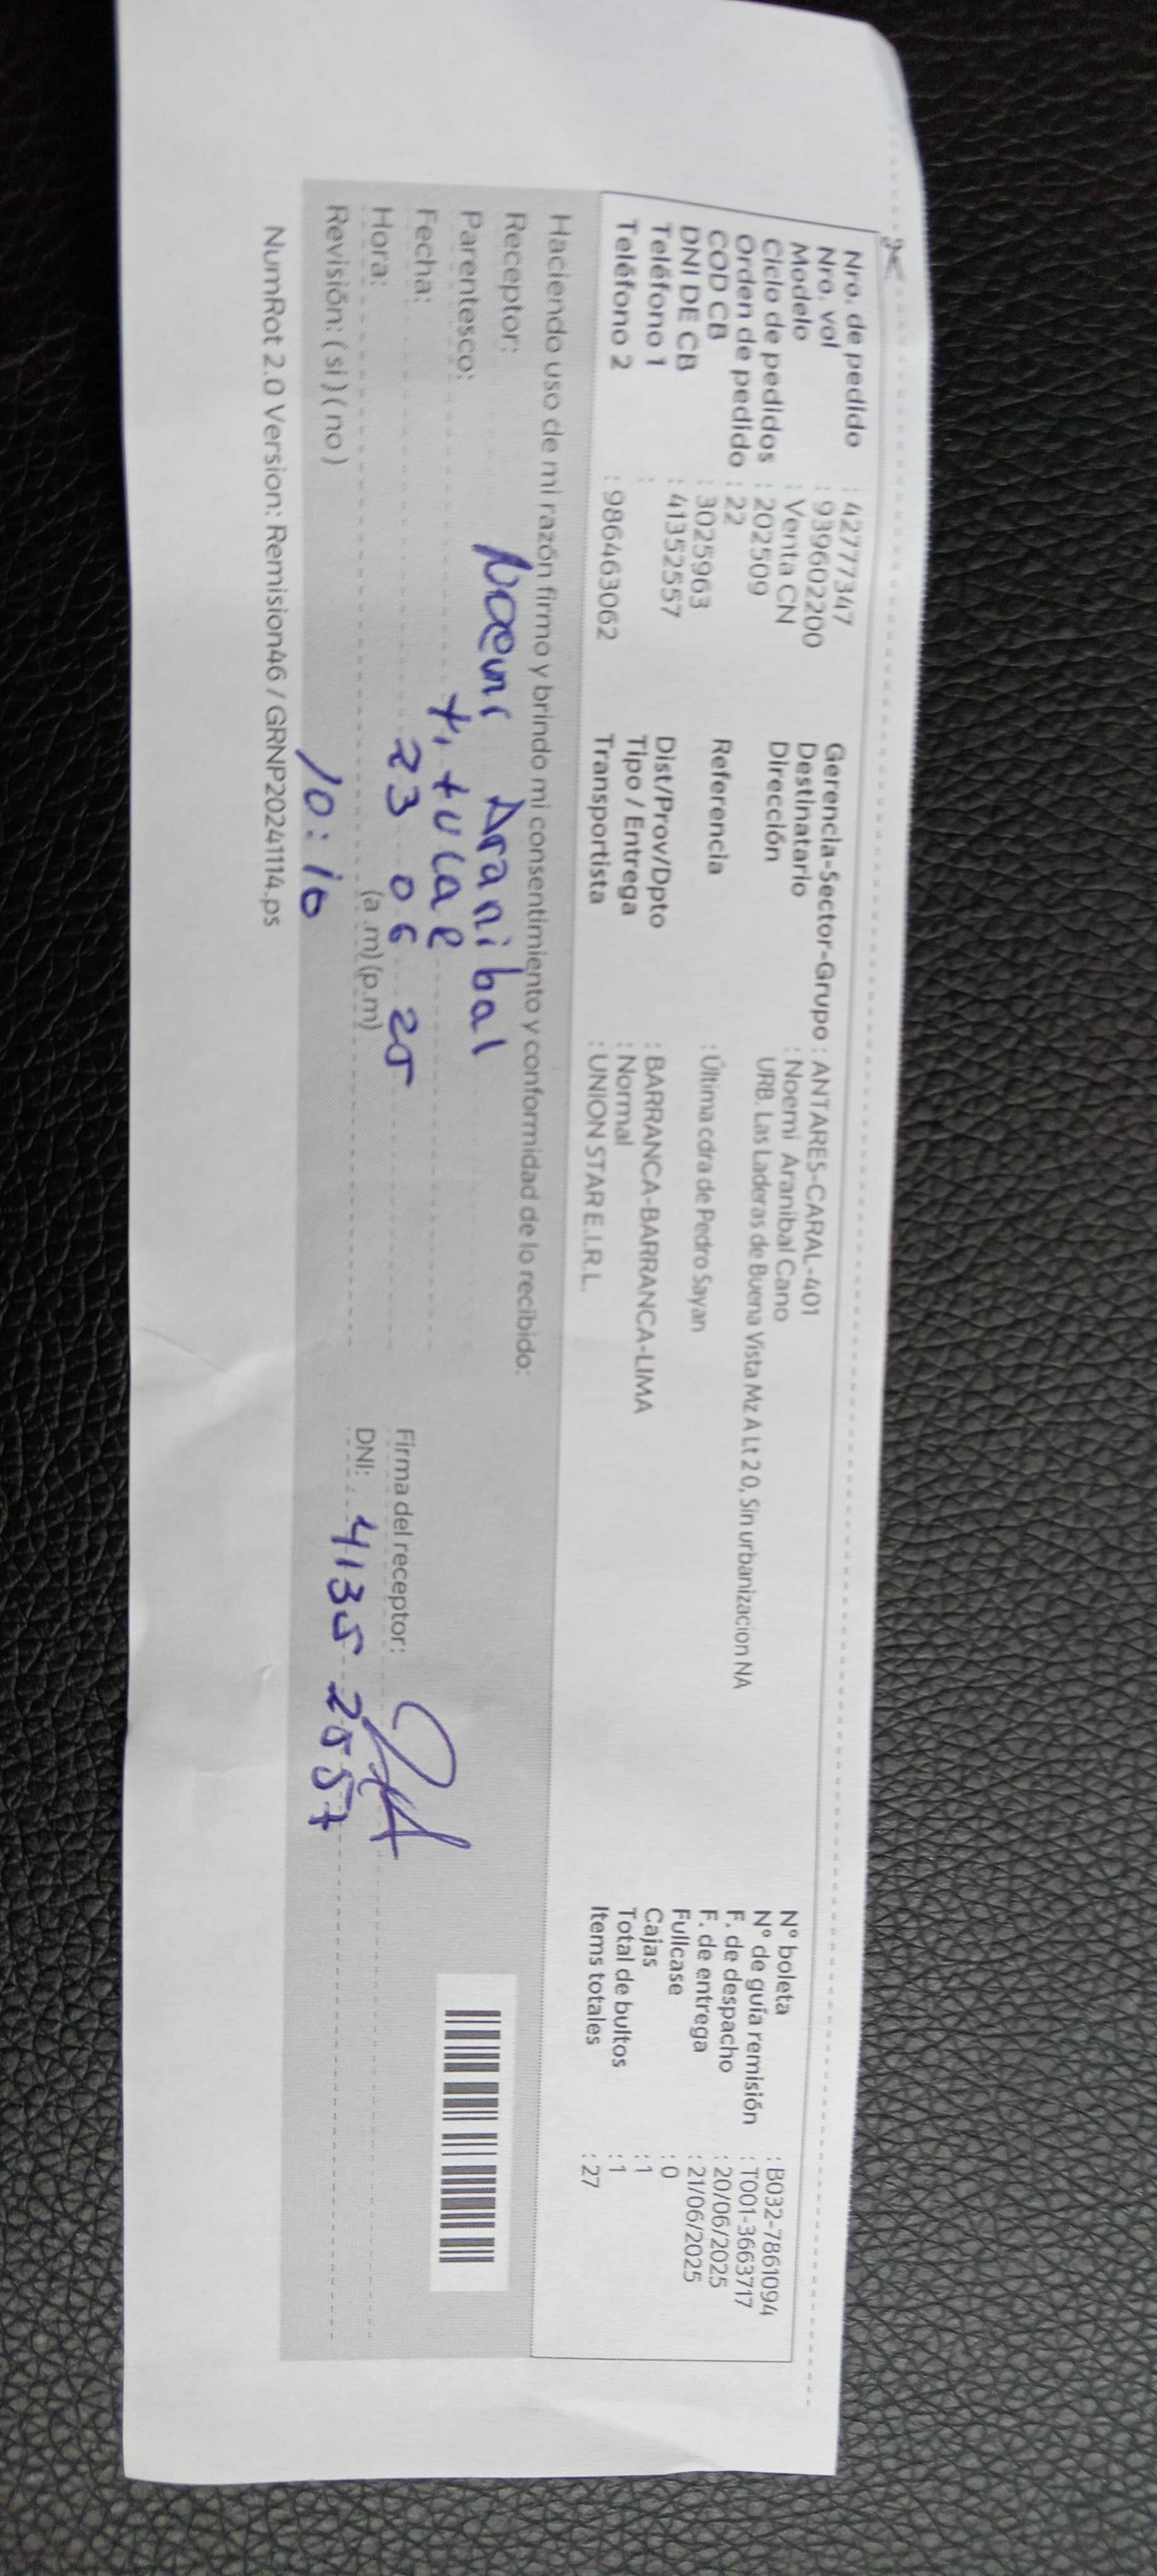 Nro. de pedido : 42777347
Nro. vol : 939602200
Modelo : Venta CN
Ciclo de pedidos : 202509
Orden de pedido : 22
COD CB : 3025963
DNI DE CB : 41352557
Teléfono 1 :
Teléfono 2 : 986463062
Gerencia-Sector-Grupo : ANTARES-CARAL-401
Destinatario : Noemi Aranibal Cano
Dirección URB. Las Laderas de Buena Vista Mz A Lt 20, Sin urbanizacion NA
Referencia : Última cdra de Pedro Sayan
Dist/Prov/Dpto : BARRANCA-BARRANCA-LIMA
Tipo / Entrega : Normal
Transportista : UNION STAR E.I.R.L.
N° boleta : B032-7861094
N° de guía remisión : T001-3663717
F. de despacho : 20/06/2025
F. de entrega : 21/06/2025
Fullcase : 0
Cajas : 1
Total de bultos : 1
Items totales : 27
Haciendo uso de mi razón firmo y brindo mi consentimiento y conformidad de lo recibido:
Receptor: Noemi Aranibal
Parentesco: titular
Fecha: 23 06 25
Hora: 10:10 (a.m) (p.m)
Revisión: ( si ) ( no )
Firma del receptor:
DNI: 41352557
NumRot 2.0 Version: Remision46 / GRNP20241114.ps